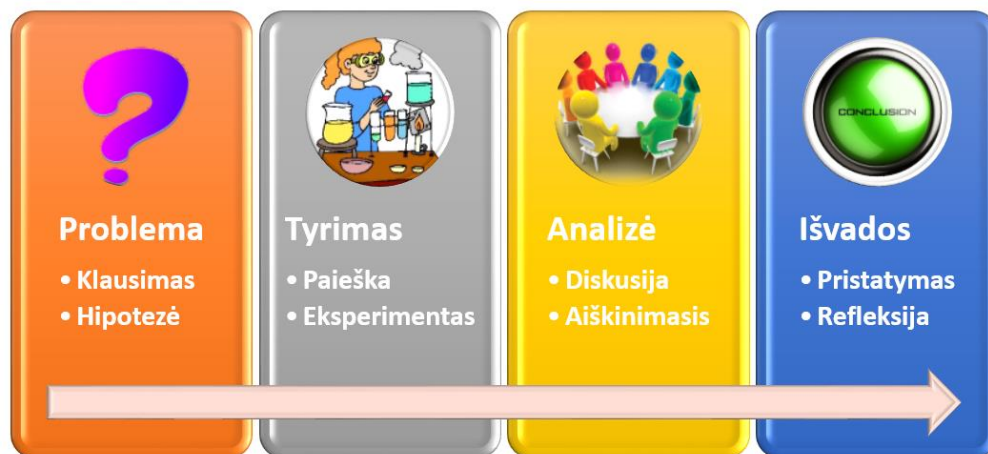 Problema
• Klausimas
• Hipotezė
Tyrimas
• Paieška
• Eksperimentas
Analizė
• Diskusija
• Aiškinimasis
CONCLUSION
Išvados
• Pristatymas
• Refleksija